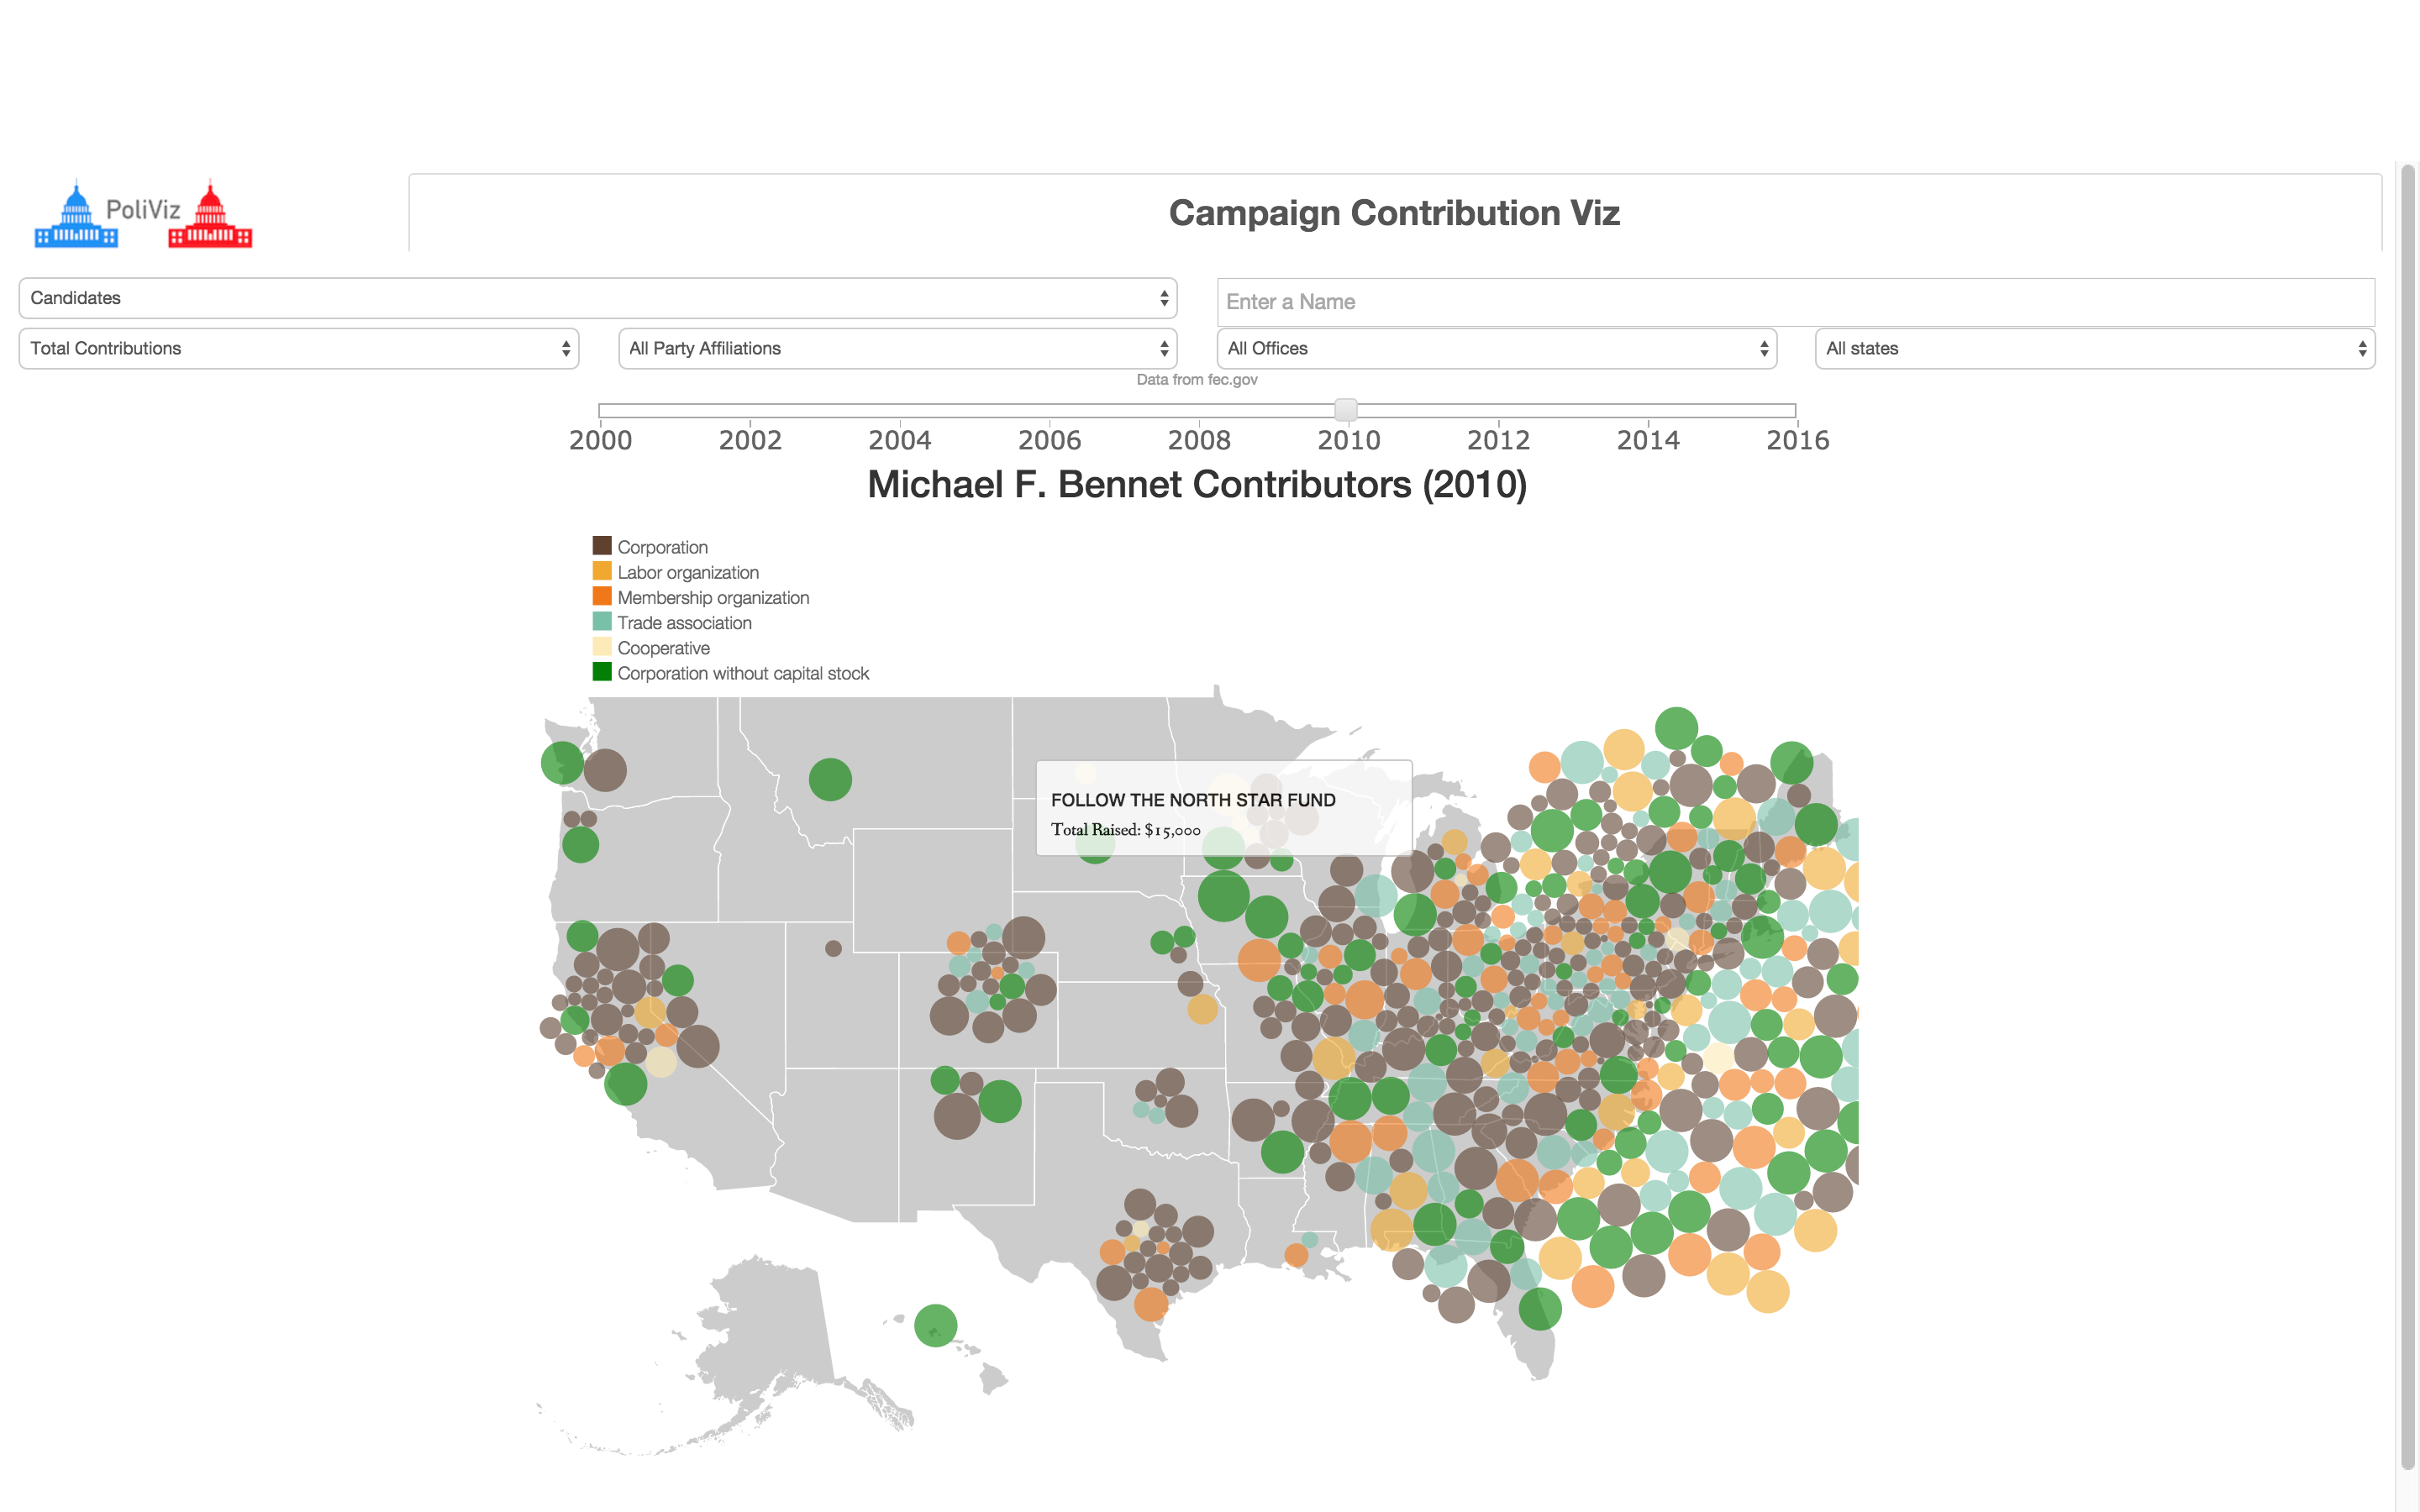 PoliViz
Campaign Contribution Viz
Candidates
Enter a Name
Total Contributions
All Party Affiliations
All Offices
All states
Data from fec.gov
2000 2002 2004 2006 2008 2010 2012 2014 2016
Michael F. Bennet Contributors (2010)
Corporation
Labor organization
Membership organization
Trade association
Cooperative
Corporation without capital stock
FOLLOW THE NORTH STAR FUND
Total Raised: $15,000